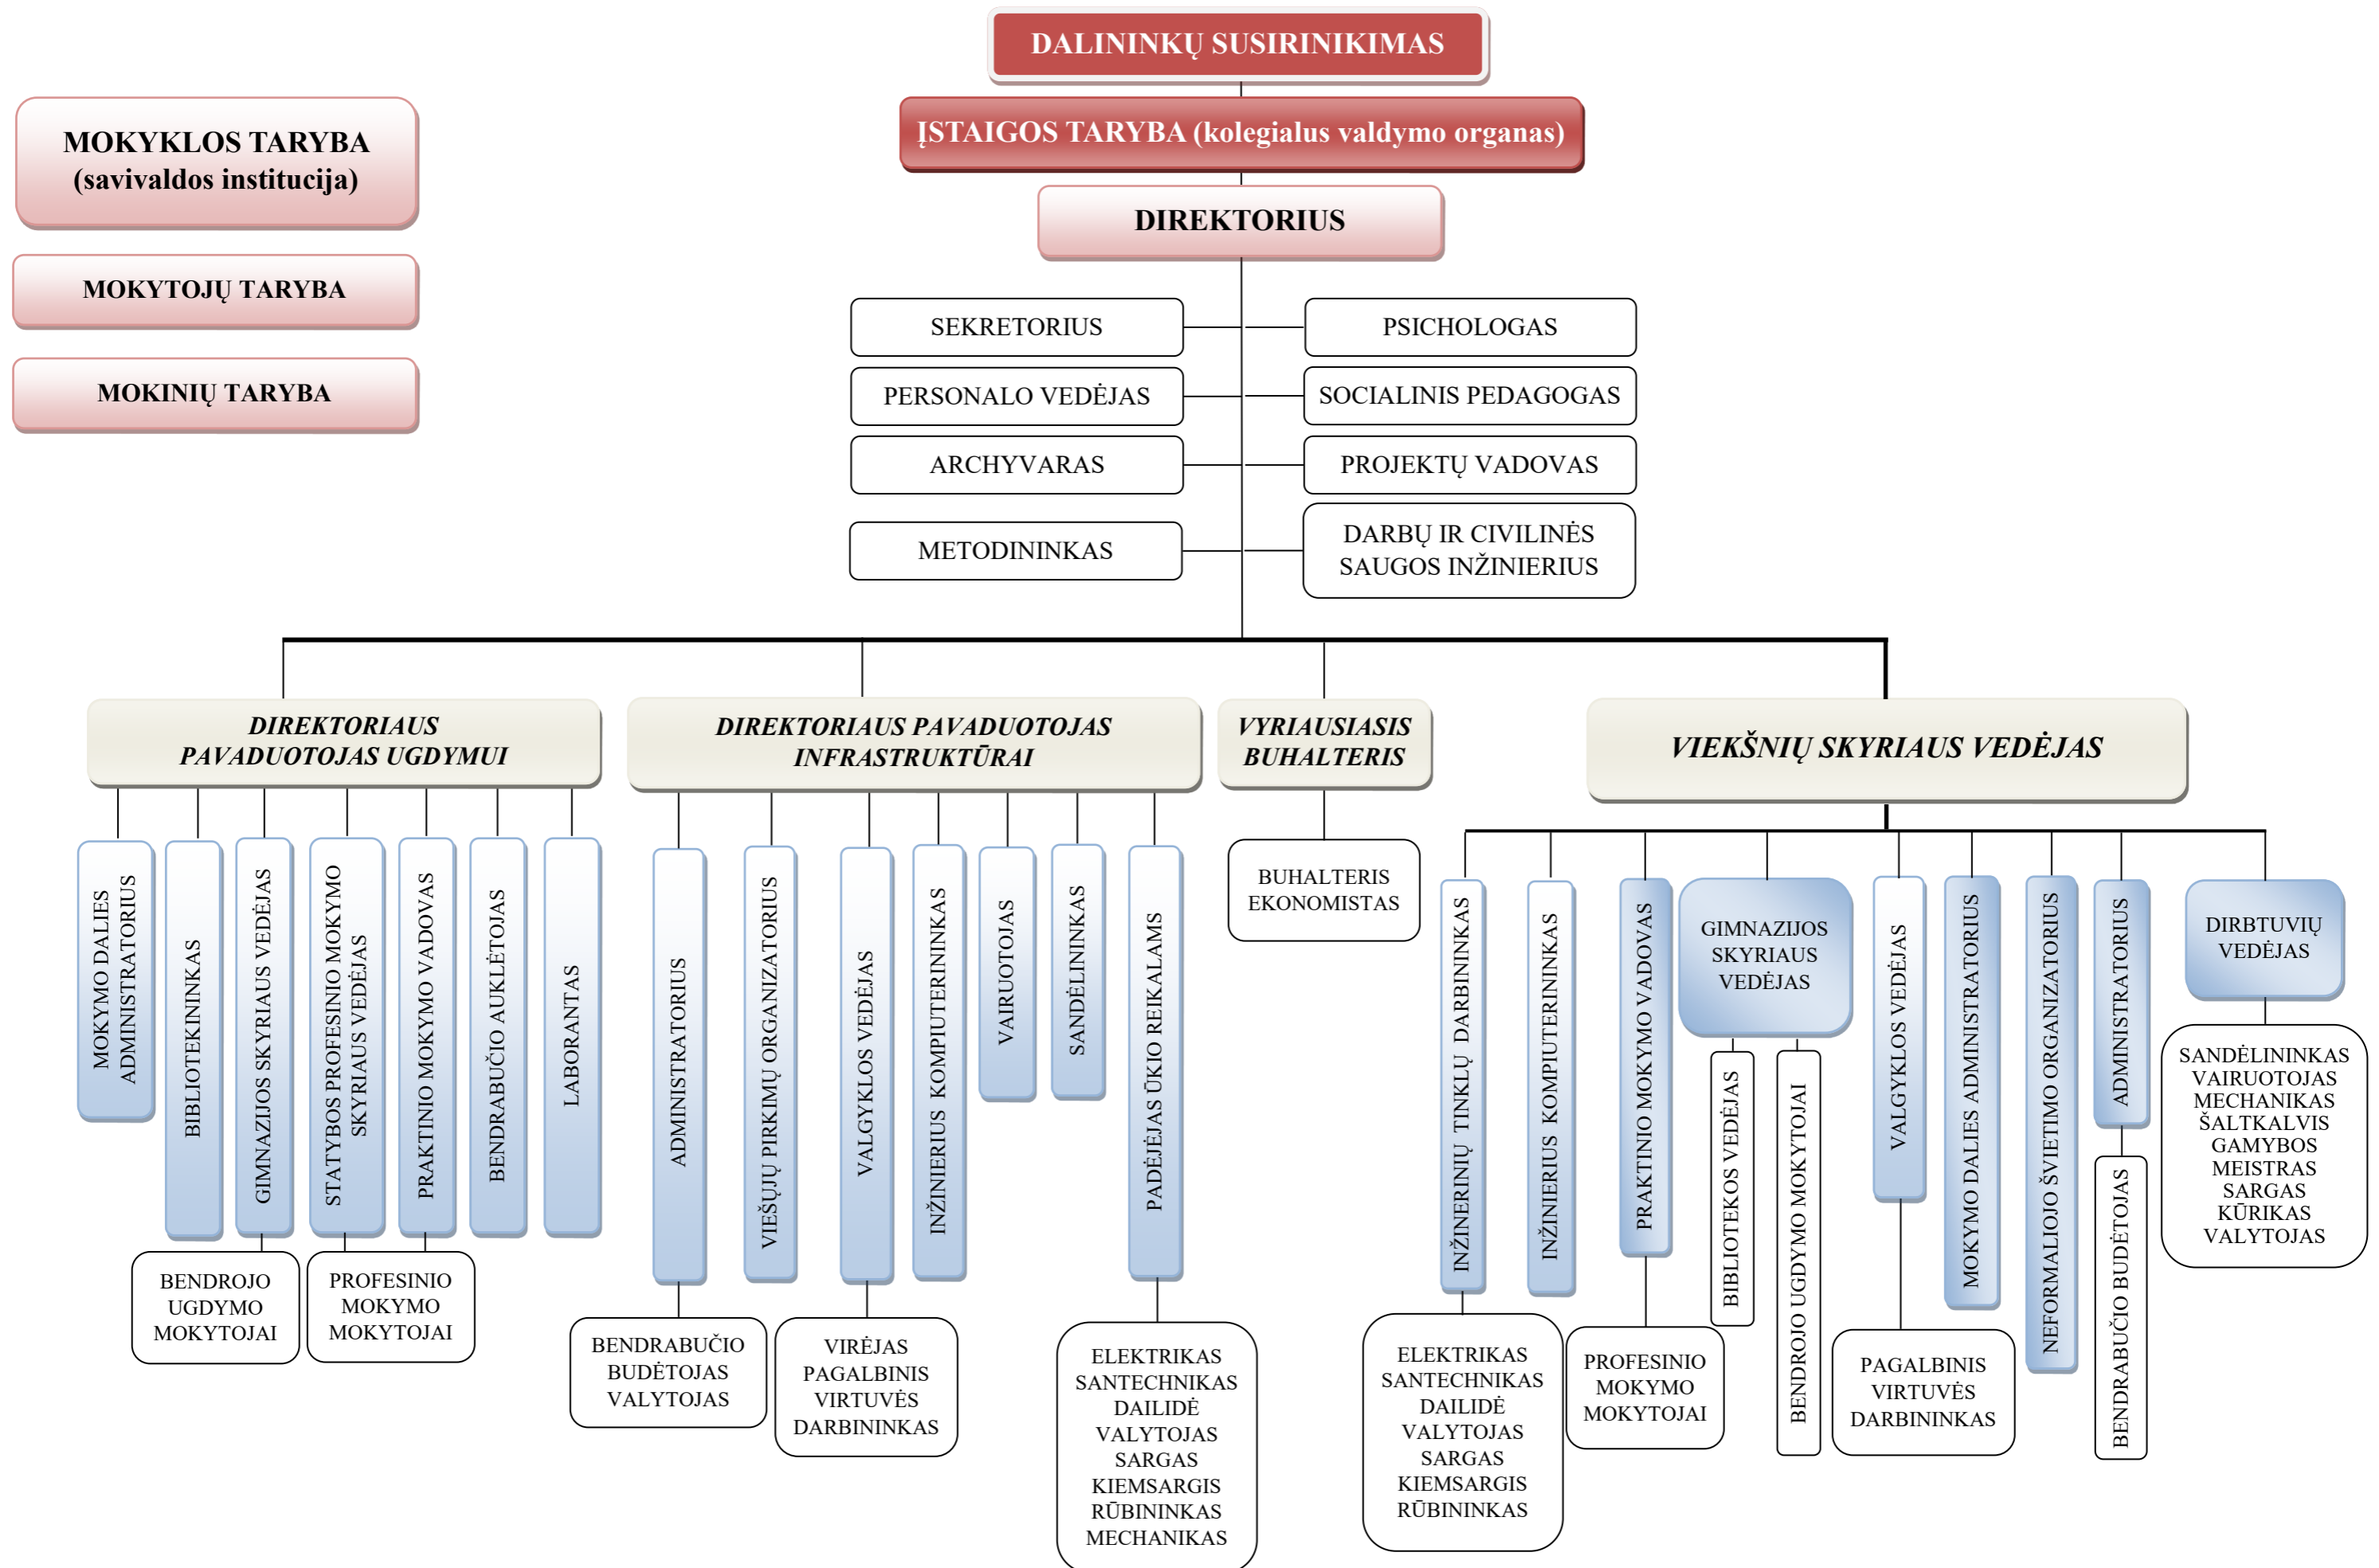 DALININKŲ SUSIRINIKIMAS
ĮSTAIGOS TARYBA (kolegialus valdymo organas)
DIREKTORIUS
MOKYKLOS TARYBA
(savivaldos institucija)
MOKYTOJŲ TARYBA
MOKINIŲ TARYBA
SEKRETORIUS
PSICHOLOGAS
PERSONALO VEDĖJAS
SOCIALINIS PEDAGOGAS
ARCHYVARAS
PROJEKTŲ VADOVAS
METODININKAS
DARBŲ IR CIVILINĖS
SAUGOS INŽINIERIUS
DIREKTORIAUS
PAVADUOTOJAS UGDYMUI
DIREKTORIAUS PAVADUOTOJAS
INFRASTRUKTŪRAI
VYRIAUSIASIS
BUHALTERIS
VIEKŠNIŲ SKYRIAUS VEDĖJAS
MOKYMO DALIES
ADMINISTRATORIUS
BIBLIOTEKININKAS
GIMNAZIJOS SKYRIAUS VEDĖJAS
STATYBOS PROFESINIO MOKYMO
SKYRIAUS VEDĖJAS
PRAKTINIO MOKYMO VADOVAS
BENDRABUČIO AUKLĖTOJAS
LABORANTAS
BENDROJO
UGDYMO
MOKYTOJAI
PROFESINIO
MOKYMO
MOKYTOJAI
ADMINISTRATORIUS
VIEŠŲJŲ PIRKIMŲ ORGANIZATORIUS
VALGYKLOS VEDĖJAS
INŽINIERIUS KOMPIUTERININKAS
VAIRUOTOJAS
SANDĖLININKAS
PADĖJĖJAS ŪKIO REIKALAMS
BENDRABUČIO
BUDĖTOJAS
VALYTOJAS
VIRĖJAS
PAGALBINIS
VIRTUVĖS
DARBININKAS
ELEKTRIKAS
SANTECHNIKAS
DAILIDĖ
VALYTOJAS
SARGAS
KIEMSARGIS
RŪBININKAS
MECHANIKAS
BUHALTERIS
EKONOMISTAS
INŽINERINIŲ TINKLŲ DARBININKAS
INŽINIERIUS KOMPIUTERININKAS
PRAKTINIO MOKYMO VADOVAS
GIMNAZIJOS
SKYRIAUS
VEDĖJAS
VALGYKLOS VEDĖJAS
MOKYMO DALIES ADMINISTRATORIUS
NEFORMALIOJO ŠVIETIMO ORGANIZATORIUS
ADMINISTRATORIUS
DIRBTUVIŲ
VEDĖJAS
ELEKTRIKAS
SANTECHNIKAS
DAILIDĖ
VALYTOJAS
SARGAS
KIEMSARGIS
RŪBININKAS
PROFESINIO
MOKYMO
MOKYTOJAI
BIBLIOTEKOS VEDĖJAS
BENDROJO UGDYMO MOKYTOJAI
PAGALBINIS
VIRTUVĖS
DARBININKAS
BENDRABUČIO BUDĖTOJAS
SANDĖLININKAS
VAIRUOTOJAS
MECHANIKAS
ŠALTKALVIS
GAMYBOS
MEISTRAS
SARGAS
KŪRIKAS
VALYTOJAS